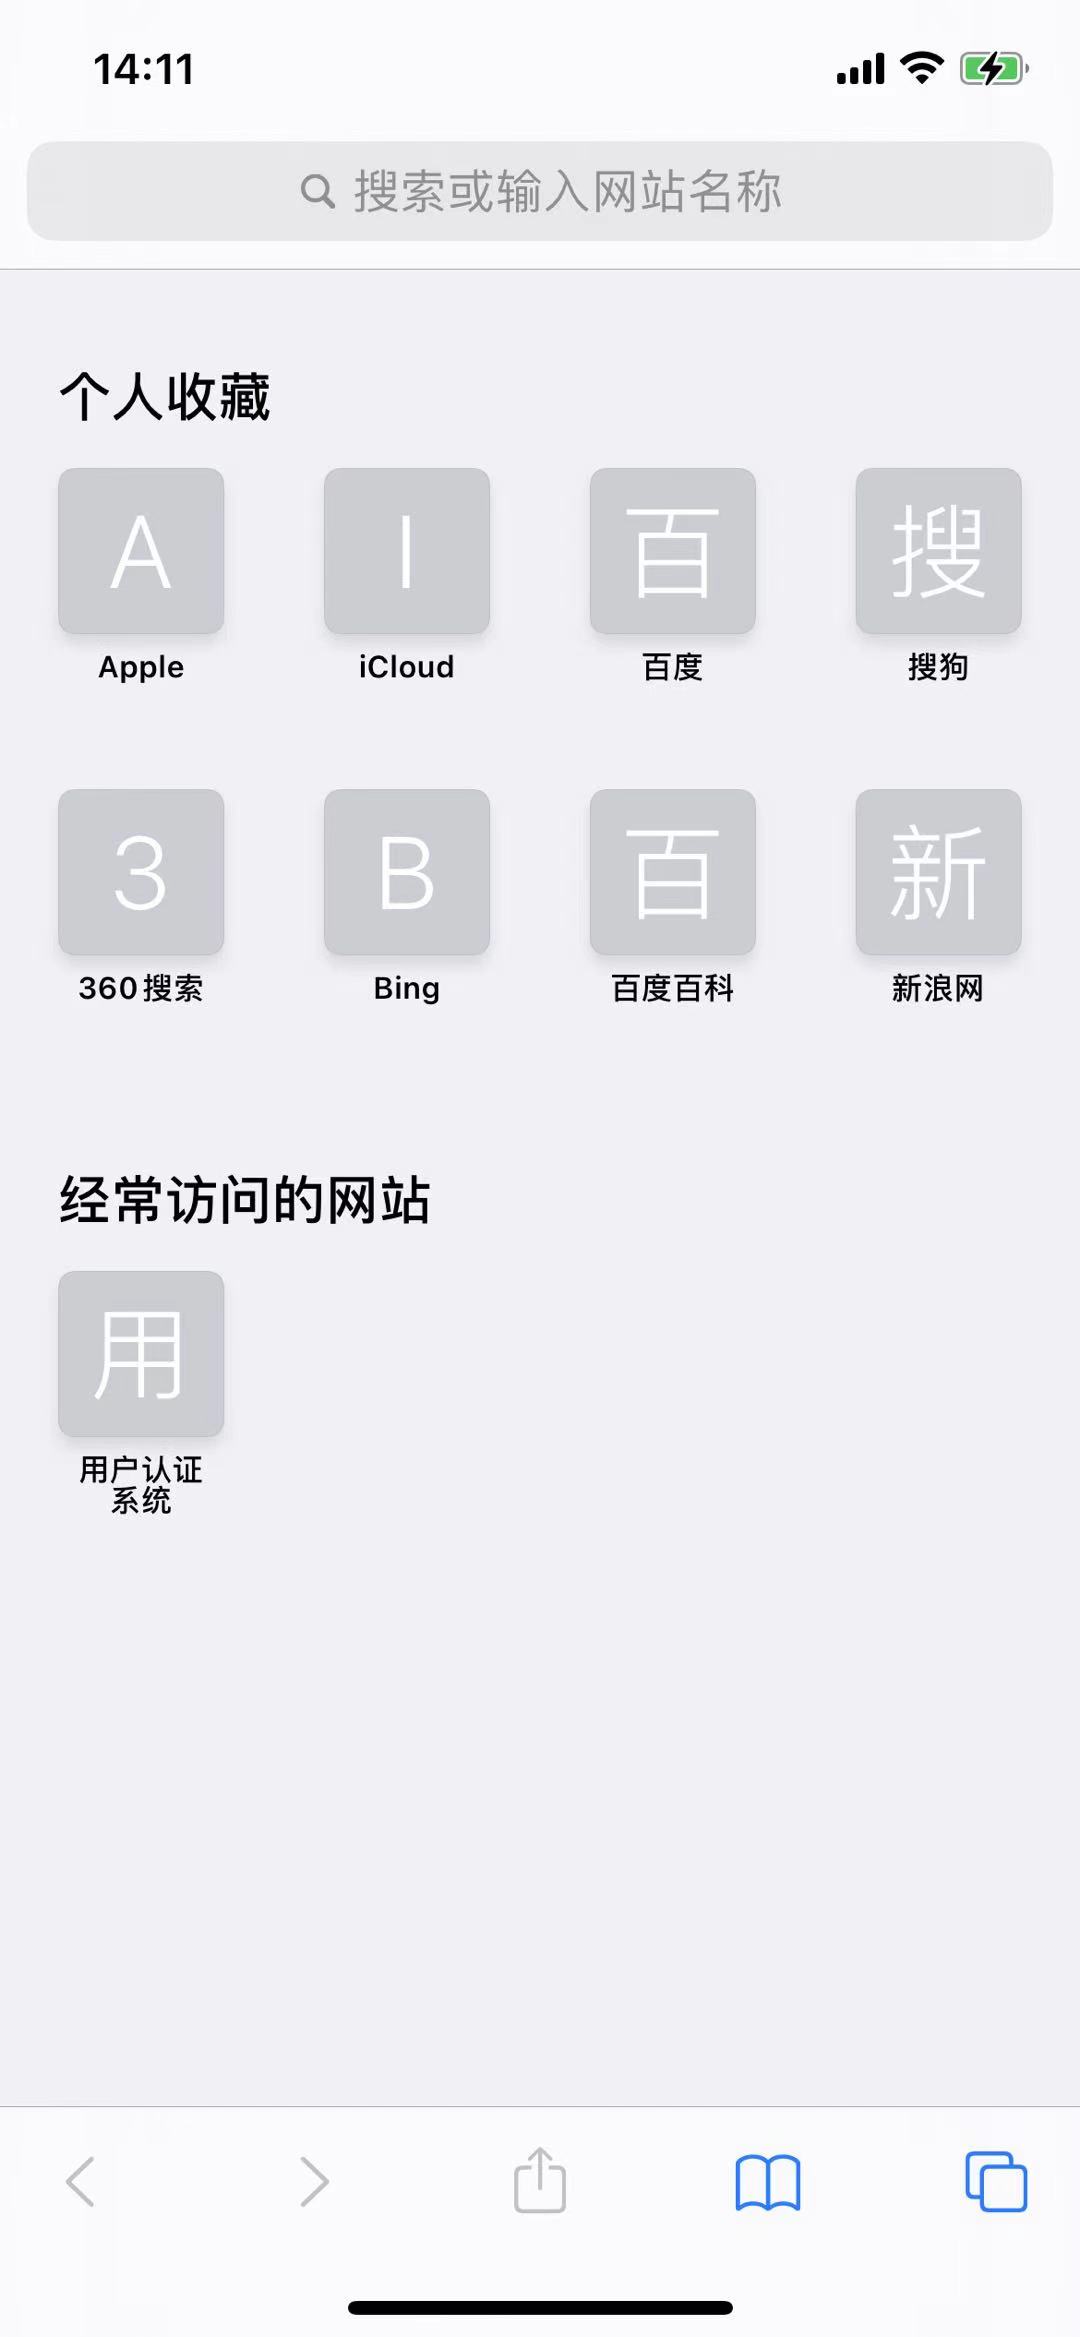 14:11
搜索或输入网站名称
个人收藏
A I 百 搜
Apple iCloud 百度 搜狗
3 B 百 新
360搜索 Bing 百度百科 新浪网
经常访问的网站
用
用户认证
系统